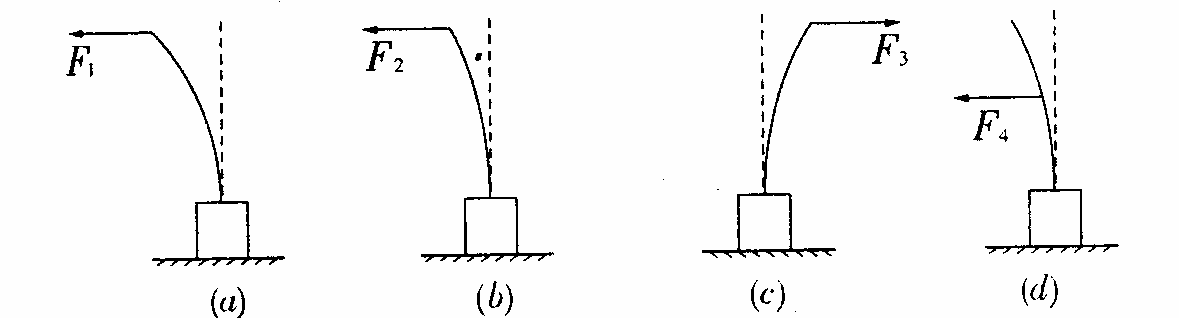 F₁ F₂ F₃ F₄
(a) (b) (c) (d)